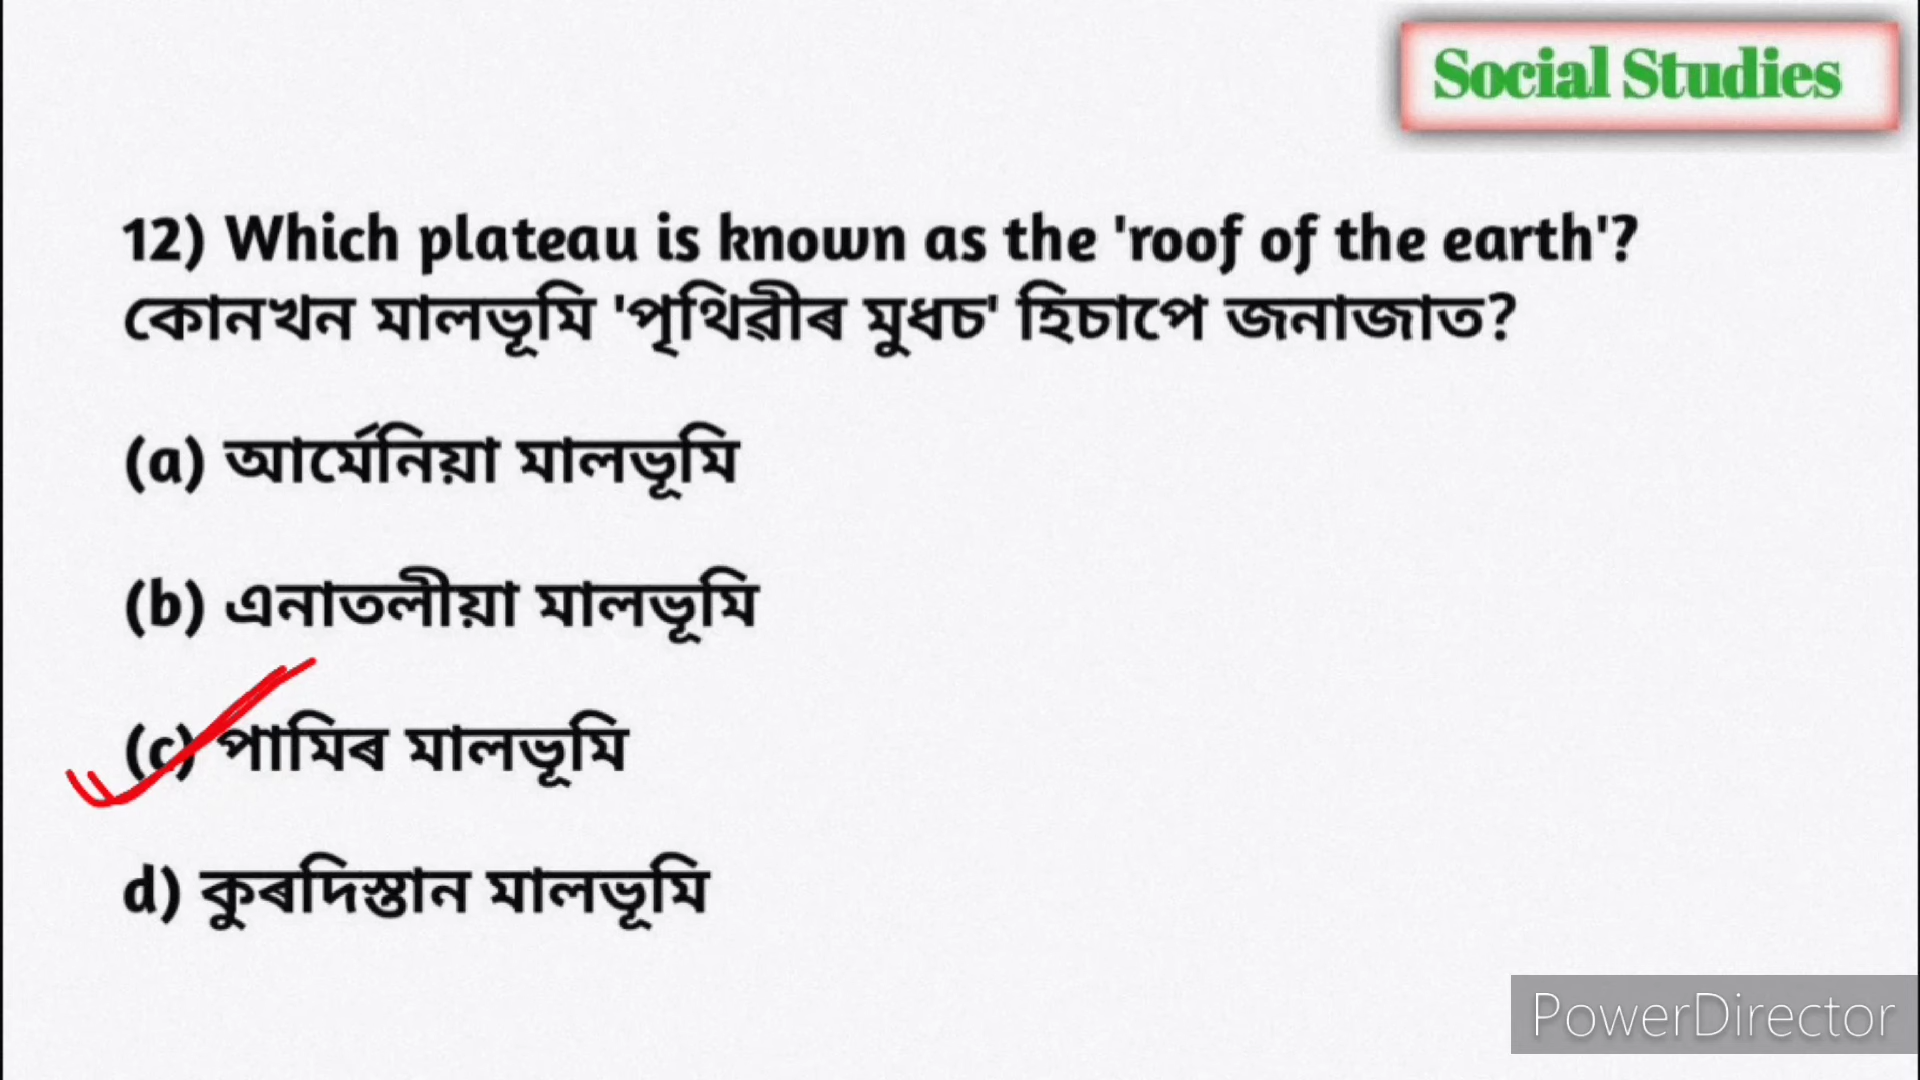 Social Studies
12) Which plateau is known as the 'roof of the earth'?
কোনখন মালভূমি 'পৃথিৱীৰ মুধচ' হিচাপে জনাজাত?
(a) আৰ্মেনিয়া মালভূমি
(b) এনাতলীয়া মালভূমি
(c) পামিৰ মালভূমি
d) কুৰদিস্তান মালভূমি
PowerDirector